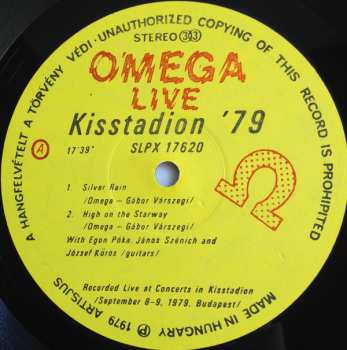 A HANGFELVÉTELT A TÖRVÉNY VÉDI · UNAUTHORIZED COPYING OF THIS RECORD IS PROHIBITED
STEREO 33
OMEGA
LIVE
Kisstadion '79
A 17'39" SLPX 17620
1. Silver Rain
/Omega – Gábor Várszegi/
2. High on the Starway
/Omega – Gábor Várszegi/
With Egon Póka, János Szénich and
József Kőrös /guitars/
Ω
Recorded Live at Concerts in Kisstadion
/September 8-9, 1979. Budapest/
MADE IN HUNGARY Ⓟ 1979 ARTISJUS